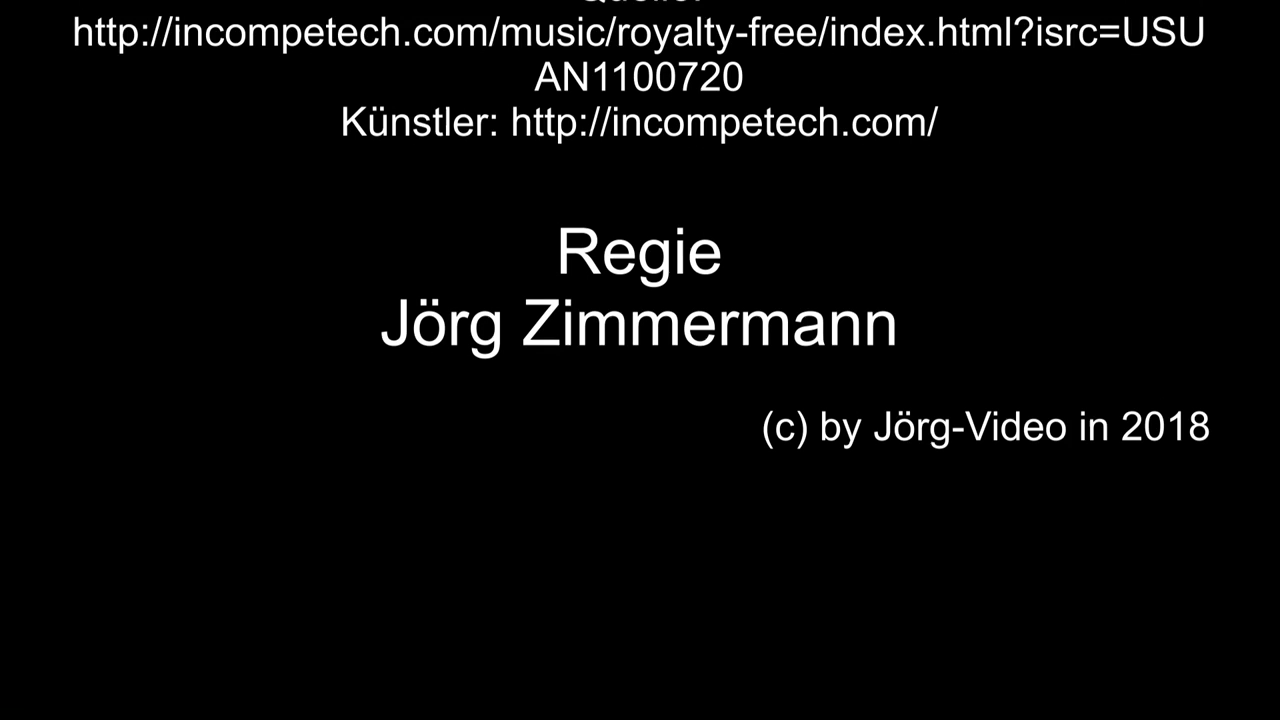 http://incompetech.com/music/royalty-free/index.html?isrc=USU
AN1100720
Künstler: http://incompetech.com/
Regie
Jörg Zimmermann
(c) by Jörg-Video in 2018